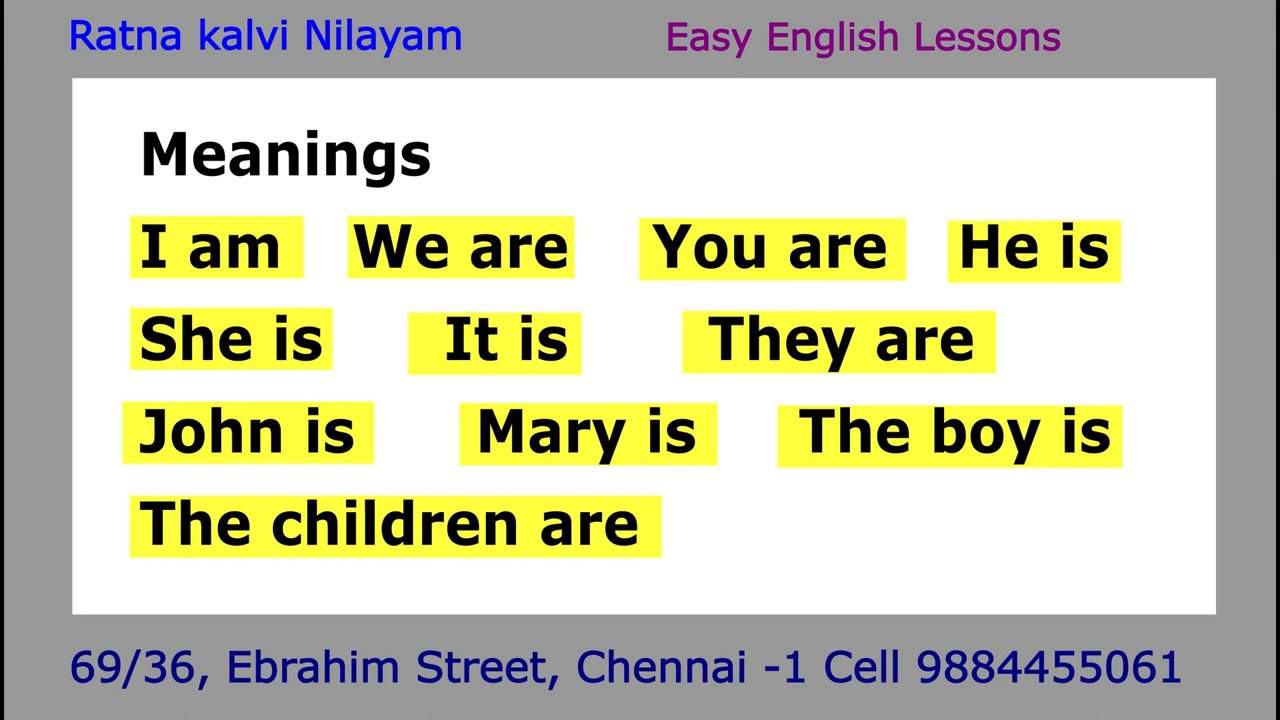 Ratna kalvi Nilayam Easy English Lessons
Meanings
I am We are You are He is
She is It is They are
John is Mary is The boy is
The children are
69/36, Ebrahim Street, Chennai -1 Cell 9884455061